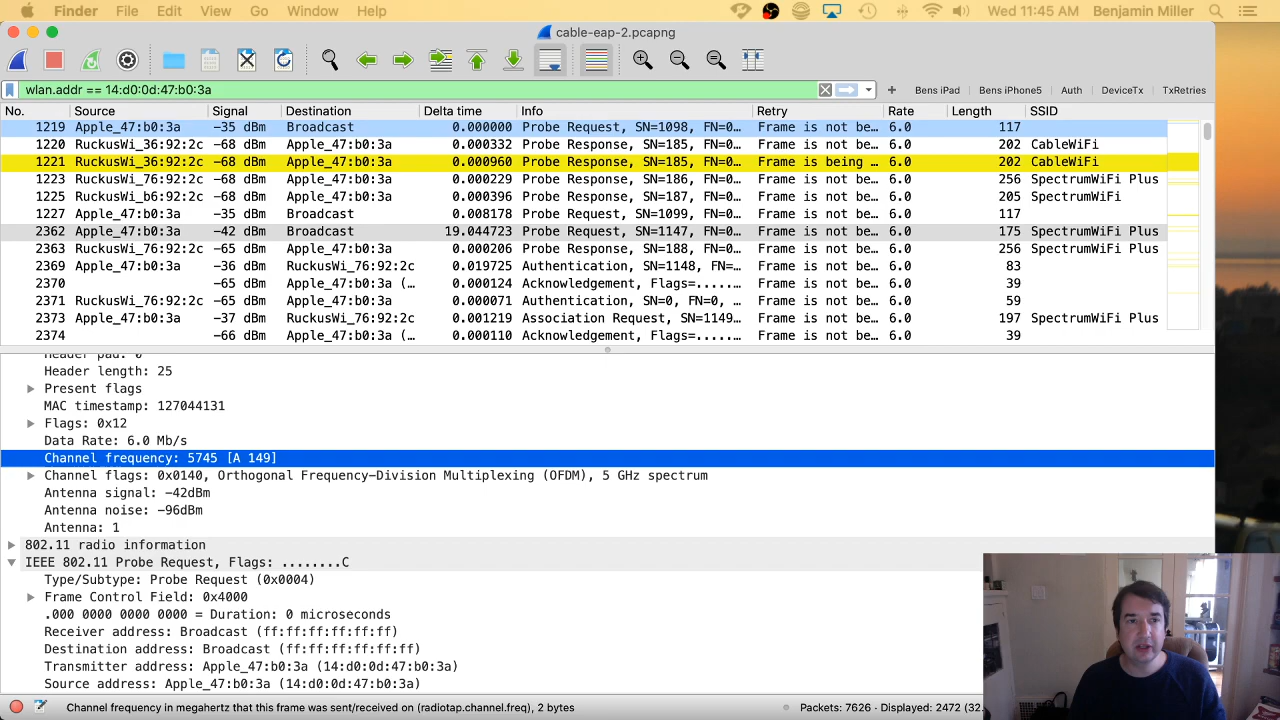 Finder File Edit View Go Window Help Wed 11:45 AM Benjamin Miller
cable-eap-2.pcapng
wlan.addr == 14:d0:0d:47:b0:3a + Bens iPad Bens iPhone5 Auth DeviceTx TxRetries
No. Source Signal Destination Delta time Info Retry Rate Length SSID
1219 Apple_47:b0:3a −35 dBm Broadcast 0.000000 Probe Request, SN=1098, FN=0… Frame is not be… 6.0 117
1220 RuckusWi_36:92:2c −68 dBm Apple_47:b0:3a 0.000332 Probe Response, SN=185, FN=0… Frame is not be… 6.0 202 CableWiFi
1221 RuckusWi_36:92:2c −68 dBm Apple_47:b0:3a 0.000960 Probe Response, SN=185, FN=0… Frame is being … 6.0 202 CableWiFi
1223 RuckusWi_76:92:2c −68 dBm Apple_47:b0:3a 0.000229 Probe Response, SN=186, FN=0… Frame is not be… 6.0 256 SpectrumWiFi Plus
1225 RuckusWi_b6:92:2c −68 dBm Apple_47:b0:3a 0.000396 Probe Response, SN=187, FN=0… Frame is not be… 6.0 205 SpectrumWiFi
1227 Apple_47:b0:3a −35 dBm Broadcast 0.008178 Probe Request, SN=1099, FN=0… Frame is not be… 6.0 117
2362 Apple_47:b0:3a −42 dBm Broadcast 19.044723 Probe Request, SN=1147, FN=0… Frame is not be… 6.0 175 SpectrumWiFi Plus
2363 RuckusWi_76:92:2c −65 dBm Apple_47:b0:3a 0.000206 Probe Response, SN=188, FN=0… Frame is not be… 6.0 256 SpectrumWiFi Plus
2369 Apple_47:b0:3a −36 dBm RuckusWi_76:92:2c 0.019725 Authentication, SN=1148, FN=… Frame is not be… 6.0 83
2370 −65 dBm Apple_47:b0:3a (… 0.000124 Acknowledgement, Flags=.....… Frame is not be… 6.0 39
2371 RuckusWi_76:92:2c −65 dBm Apple_47:b0:3a 0.000071 Authentication, SN=0, FN=0, … Frame is not be… 6.0 59
2373 Apple_47:b0:3a −37 dBm RuckusWi_76:92:2c 0.001219 Association Request, SN=1149… Frame is not be… 6.0 197 SpectrumWiFi Plus
2374 −66 dBm Apple_47:b0:3a (… 0.000110 Acknowledgement, Flags=.....… Frame is not be… 6.0 39
Header pad: 0
Header length: 25
Present flags
MAC timestamp: 127044131
Flags: 0x12
Data Rate: 6.0 Mb/s
Channel frequency: 5745 [A 149]
Channel flags: 0x0140, Orthogonal Frequency-Division Multiplexing (OFDM), 5 GHz spectrum
Antenna signal: −42dBm
Antenna noise: −96dBm
Antenna: 1
802.11 radio information
IEEE 802.11 Probe Request, Flags: ........C
Type/Subtype: Probe Request (0x0004)
Frame Control Field: 0x4000
.000 0000 0000 0000 = Duration: 0 microseconds
Receiver address: Broadcast (ff:ff:ff:ff:ff:ff)
Destination address: Broadcast (ff:ff:ff:ff:ff:ff)
Transmitter address: Apple_47:b0:3a (14:d0:0d:47:b0:3a)
Source address: Apple_47:b0:3a (14:d0:0d:47:b0:3a)
Channel frequency in megahertz that this frame was sent/received on (radiotap.channel.freq), 2 bytes Packets: 7626 - Displayed: 2472 (32.